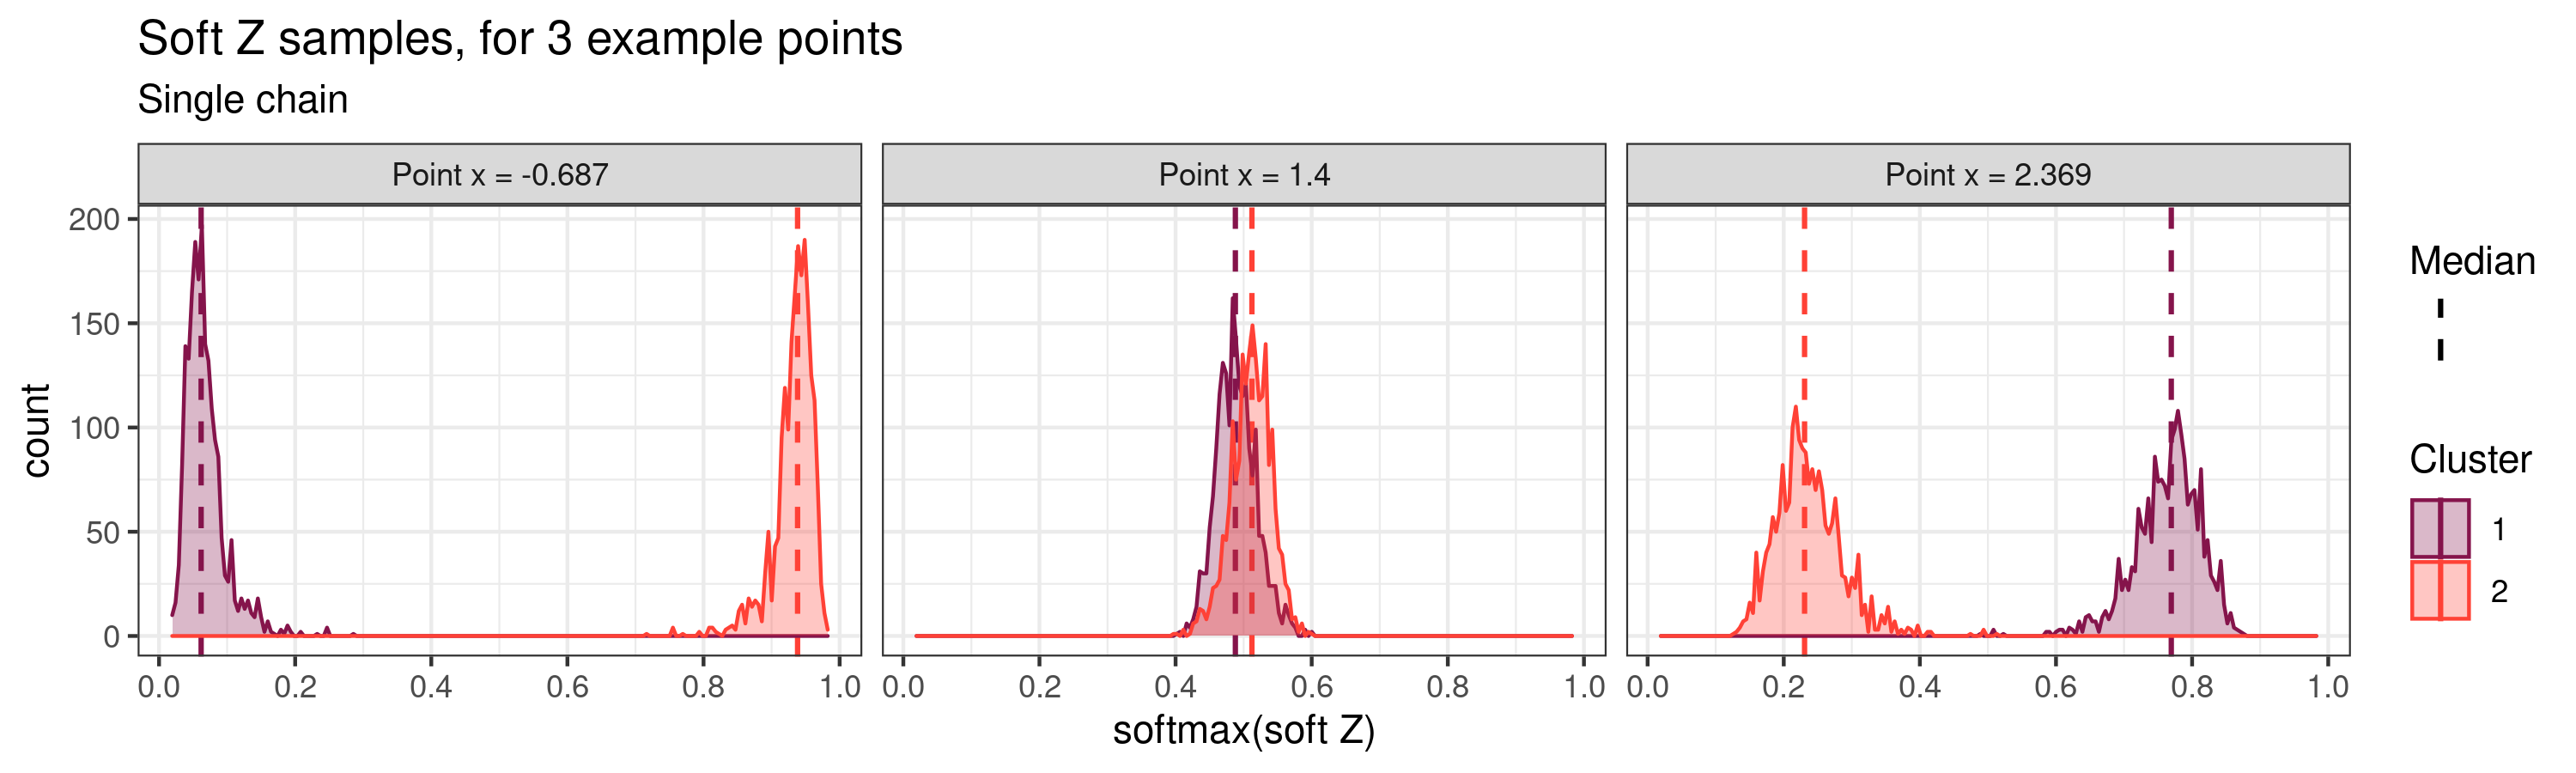 Soft Z samples, for 3 example points
Single chain
Point x = -0.687
Point x = 1.4
Point x = 2.369
count
200
150
100
50
0
0.0 0.2 0.4 0.6 0.8 1.0
0.0 0.2 0.4 0.6 0.8 1.0
0.0 0.2 0.4 0.6 0.8 1.0
softmax(soft Z)
Median
Cluster
1
2